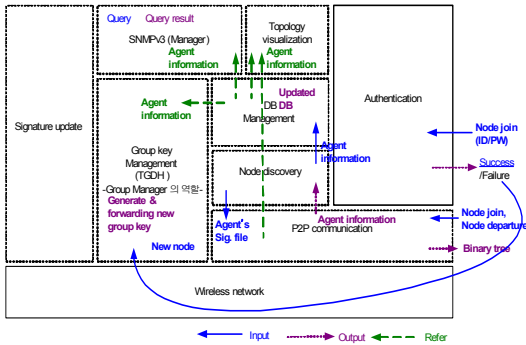 Query Query result
SNMPv3 (Manager)
Agent
information
Topology
visualization
Agent
information
Signature update
Agent
information
Group key
Management
(TGDH )
-Group Manager 의 역할-
Generate &
forwarding new
group key
New node
Updated
DB DB
Management
Agent
information
Node discovery
Agent's
Sig. file
Agent information
P2P communication
Authentication
Node join
(ID/PW)
Success
/Failure
Node join,
Node departure
Binary tree
Wireless network
Input Output Refer